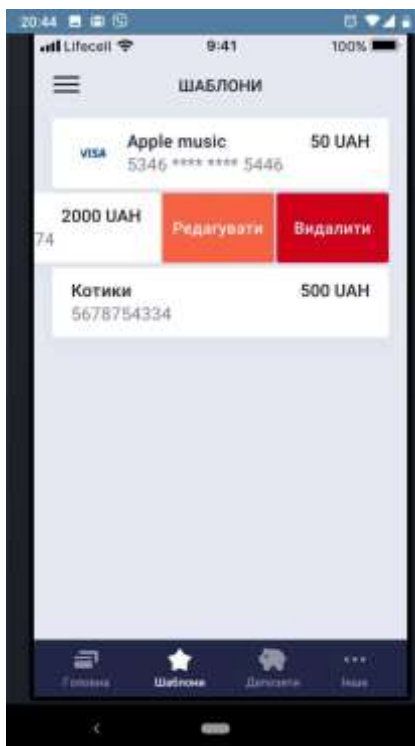 20:44
Lifecell 9:41 100%
ШАБЛОНИ
VISA Apple music 50 UAH
5346 **** **** 5446
2000 UAH Редагувати Видалити
74
Котики 500 UAH
5678754334
Головна Шаблони Депозити Інше